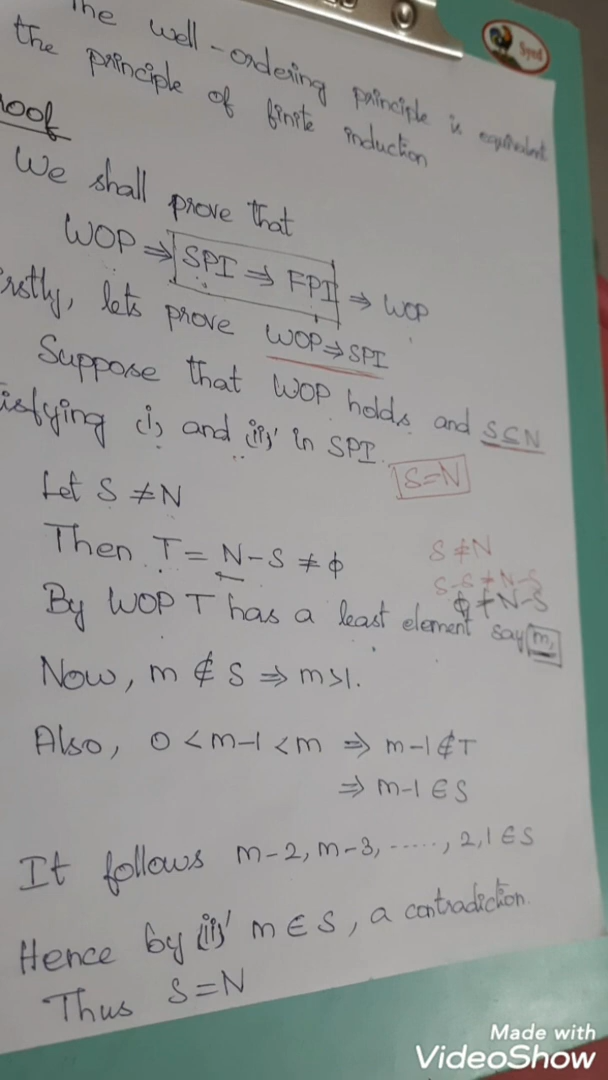 The well-ordering principle is equivalent
the principle of finite induction
Syed
roof
We shall prove that
WOP ⇒ SPI ⇒ FPI ⇒ WOP
rstly, lets prove WOP⇒SPI
Suppose that WOP holds and S⊆N
isfying (i) and (ii)' in SPI.
S=N
Let S ≠ N
Then T = N-S ≠ ϕ
S ≠ N
S-S ≠ N-S
ϕ ≠ N-S
By WOP T has a least element say m,
Now, m ∉ S ⇒ m>1.
Also, 0 < m-1 < m ⇒ m-1 ∉ T
⇒ m-1 ∈ S
It follows m-2, m-3, ....., 2,1 ∈ S
Hence by (ii)' m ∈ S, a contradiction.
Thus S=N
Made with
VideoShow